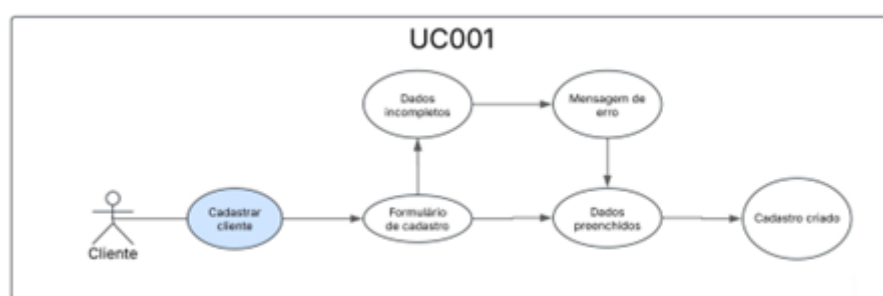 UC001
Dados
incompletos
Mensagem de
erro
Cliente
Cadastrar
cliente
Formulário
de cadastro
Dados
preenchidos
Cadastro criado